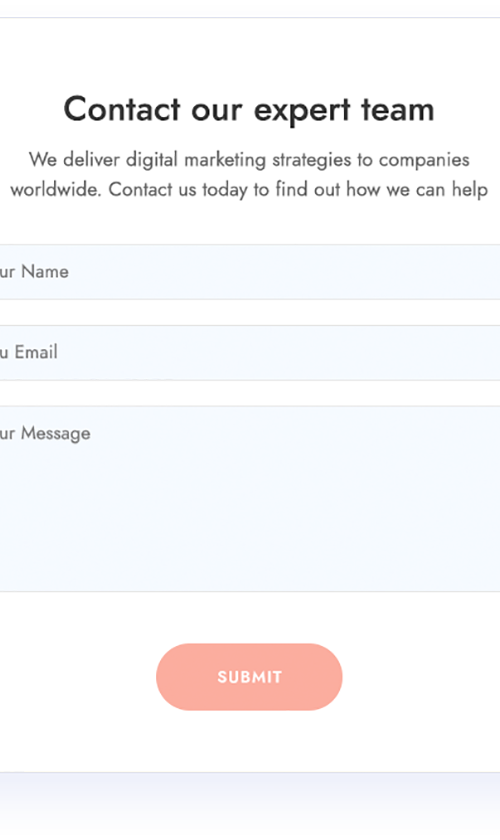 Contact our expert team
We deliver digital marketing strategies to companies
worldwide. Contact us today to find out how we can help
ur Name
u Email
ur Message
SUBMIT